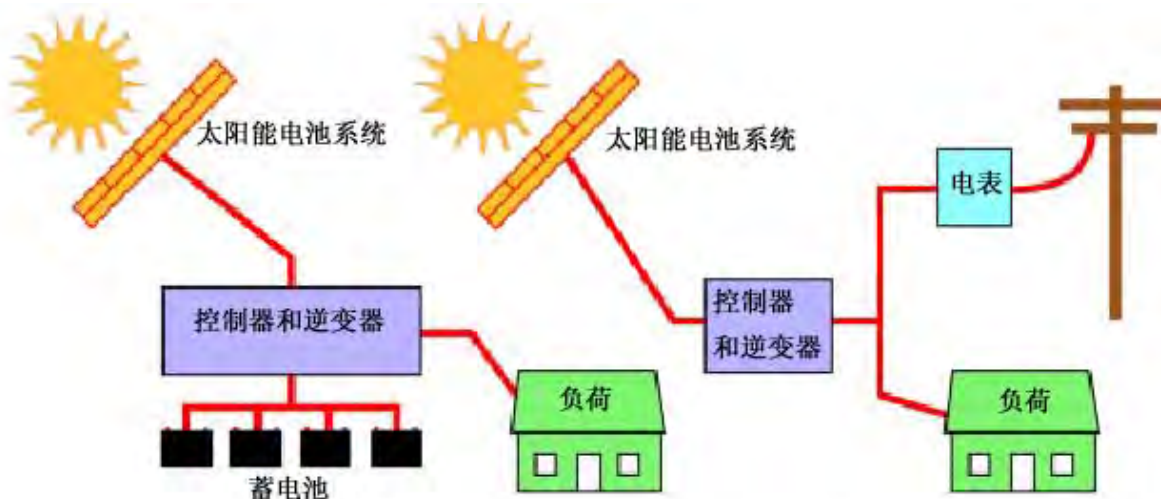 太阳能电池系统
控制器和逆变器
负荷
蓄电池
太阳能电池系统
电表
控制器
和逆变器
负荷